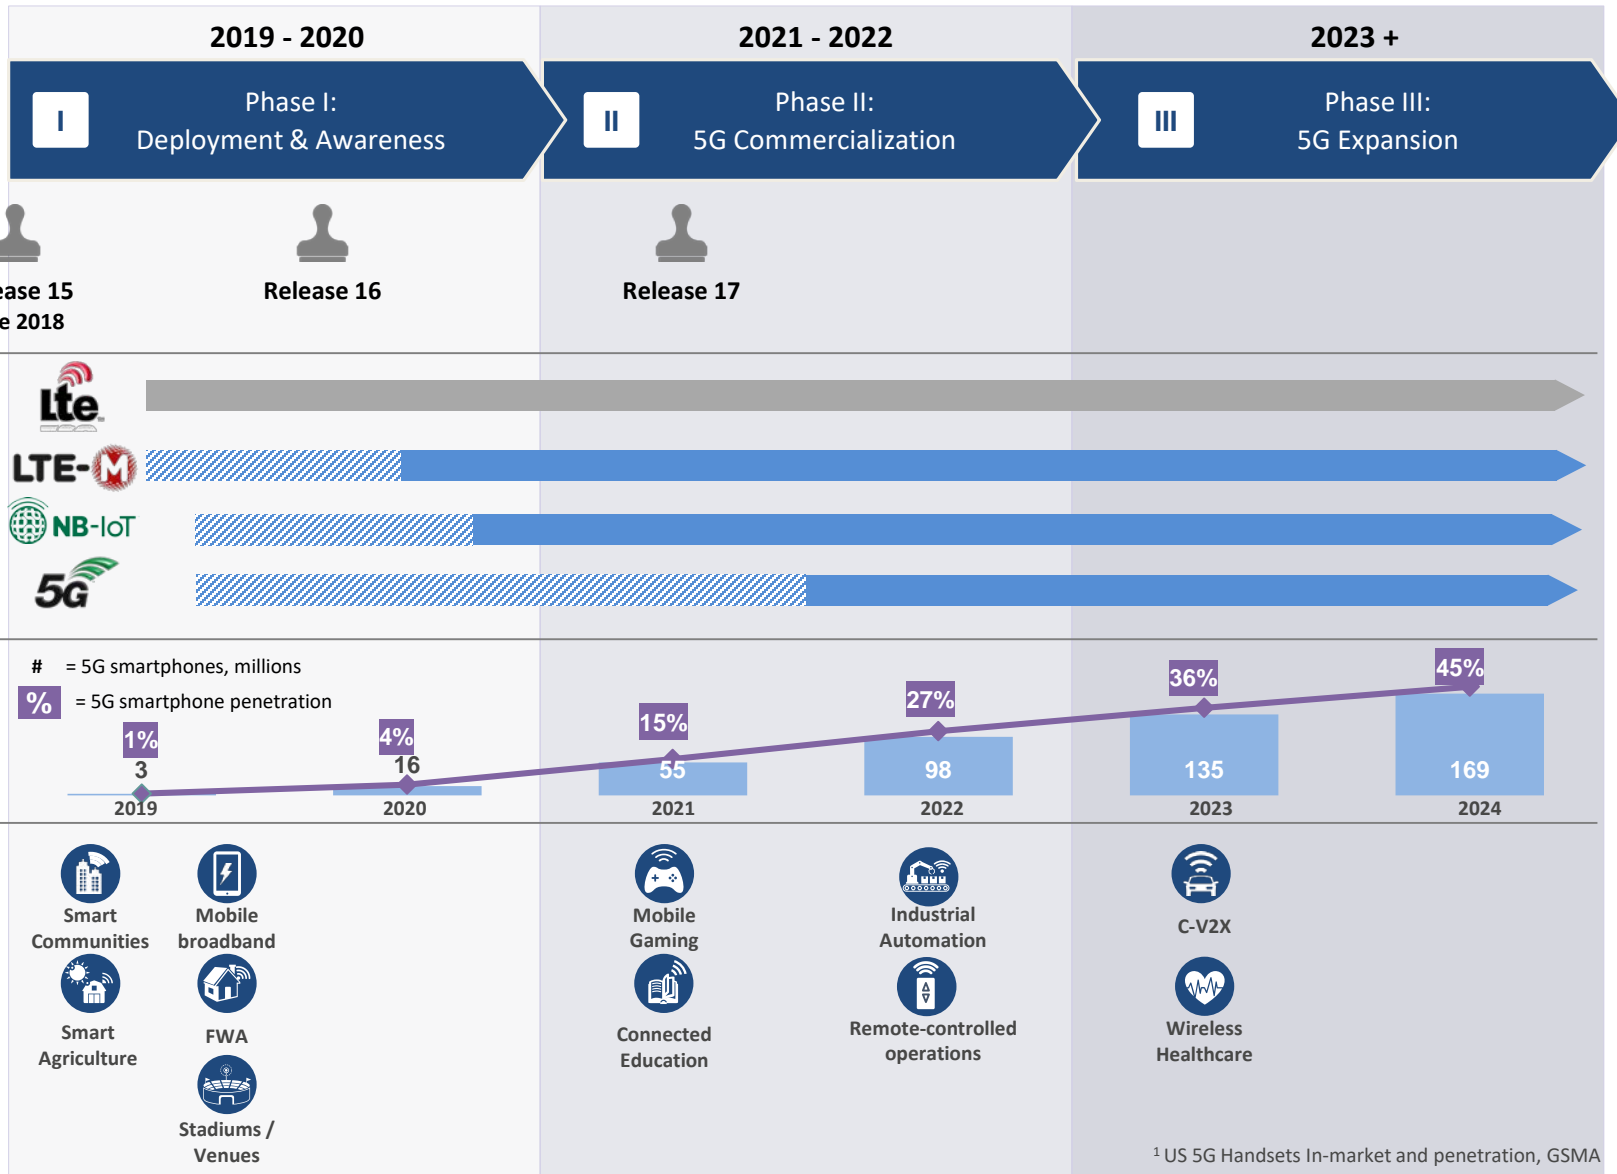 2019 - 2020
2021 - 2022
2023 +
I
Phase I:
Deployment & Awareness
II
Phase II:
5G Commercialization
III
Phase III:
5G Expansion
ease 15
e 2018
Release 16
Release 17
Lte
LTE-M
NB-IoT
5G
# = 5G smartphones, millions
% = 5G smartphone penetration
1%
4%
15%
27%
36%
45%
3
16
55
98
135
169
2019
2020
2021
2022
2023
2024
Smart
Communities
Mobile
broadband
Mobile
Gaming
Industrial
Automation
C-V2X
Smart
Agriculture
FWA
Connected
Education
Remote-controlled
operations
Wireless
Healthcare
Stadiums /
Venues
1 US 5G Handsets In-market and penetration, GSMA